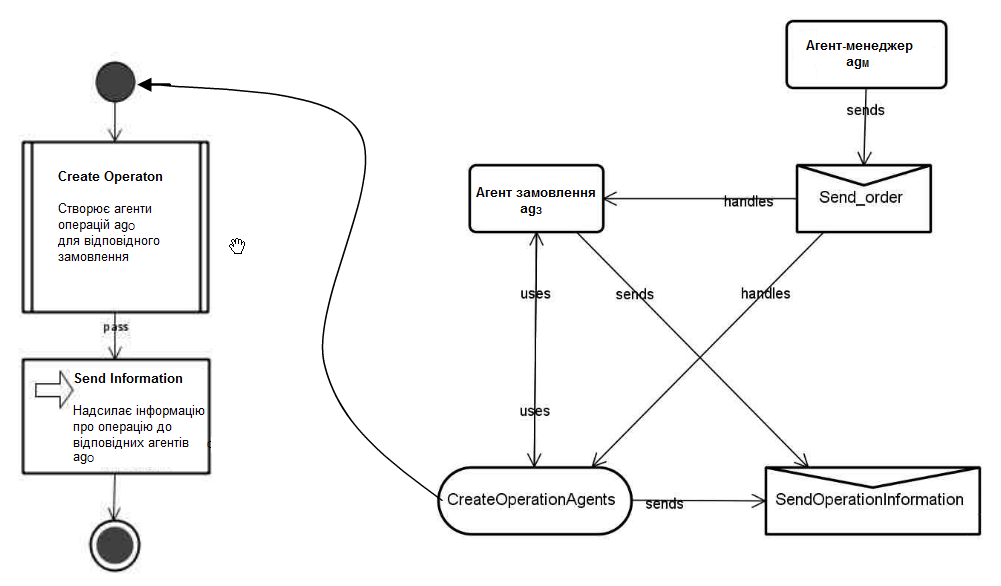 Агент-менеджер
agМ
sends
Send_order
handles
Агент замовлення
agЗ
uses
sends
handles
uses
CreateOperationAgents
sends
SendOperationInformation
Create Operaton
Створює агенти
операцій agО
для відповідного
замовлення
pass
Send Information
Надсилає інформацію
про операцію до
відповідних агентів
agО